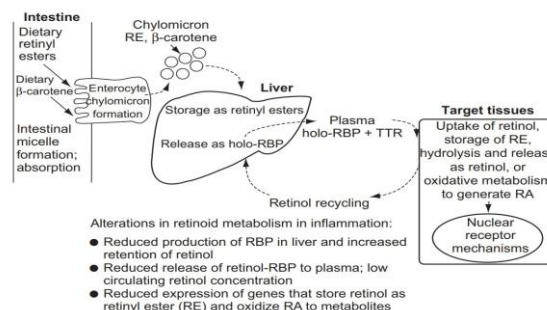 Intestine
Dietary
retinyl
esters
Dietary
β-carotene
Intestinal
micelle
formation;
absorption
Enterocyte
chylomicron
formation
Chylomicron
RE, β-carotene
Liver
Storage as retinyl esters
Release as holo-RBP
Plasma
holo-RBP + TTR
Retinol recycling
Target tissues
Uptake of retinol,
storage of RE,
hydrolysis and release
as retinol, or
oxidative metabolism
to generate RA
Nuclear
receptor
mechanisms
Alterations in retinoid metabolism in inflammation:
● Reduced production of RBP in liver and increased
retention of retinol
● Reduced release of retinol-RBP to plasma; low
circulating retinol concentration
● Reduced expression of genes that store retinol as
retinyl ester (RE) and oxidize RA to metabolites